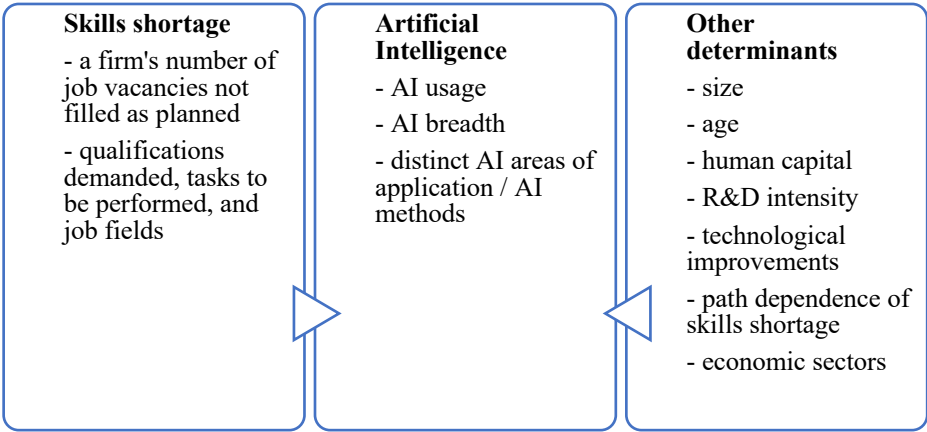 Skills shortage
- a firm's number of
job vacancies not
filled as planned
- qualifications
demanded, tasks to
be performed, and
job fields
Artificial
Intelligence
- AI usage
- AI breadth
- distinct AI areas of
application / AI
methods
Other
determinants
- size
- age
- human capital
- R&D intensity
- technological
improvements
- path dependence of
skills shortage
- economic sectors